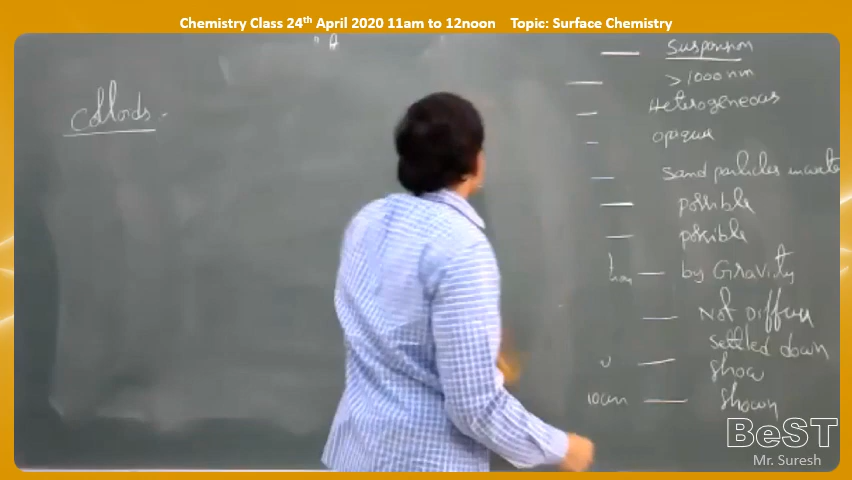 Chemistry Class 24th April 2020 11am to 12noon Topic: Surface Chemistry
Colloids -
— Suspension
— >1000 nm
— Heterogeneous
- opaque
— Sand particles in water
— possible
— possible
— by Gravity
— Not Diffuse
Settled down
— show
— shown
BeST
Mr. Suresh